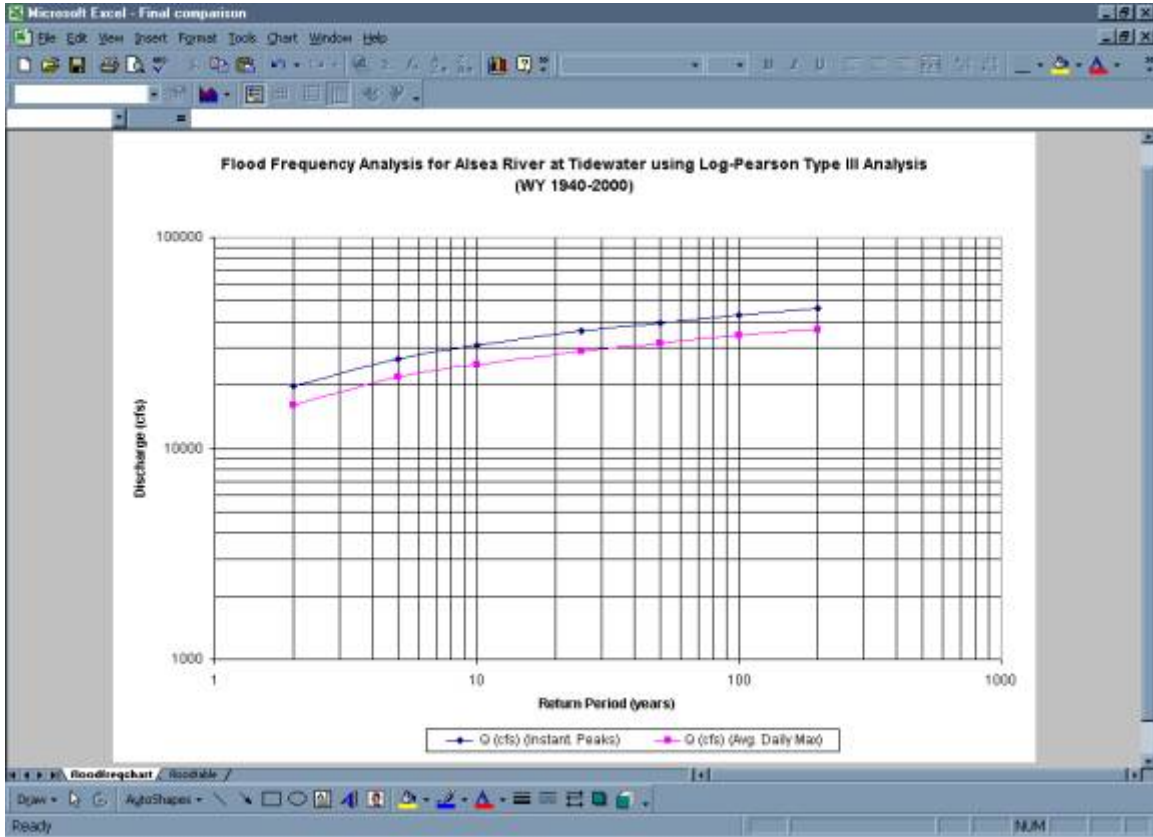 Microsoft Excel - Final comparison
File Edit View Insert Format Tools Chart Window Help
=
Flood Frequency Analysis for Alsea River at Tidewater using Log-Pearson Type III Analysis
(WY 1940-2000)
100000
10000
1000
Discharge (cfs)
1 10 100 1000
Return Period (years)
Q (cfs) (Instant. Peaks) Q (cfs) (Avg. Daily Max)
floodfreqchart floodtable
Draw AutoShapes
Ready NUM